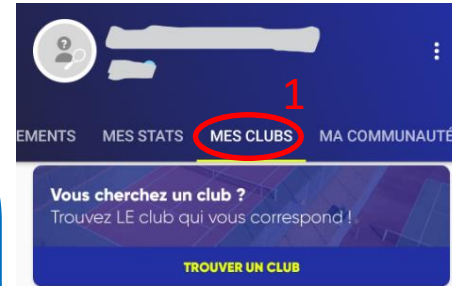 ?
1
EMENTS MES STATS MES CLUBS MA COMMUNAUTÉ
Vous cherchez un club ?
Trouvez LE club qui vous correspond !
TROUVER UN CLUB